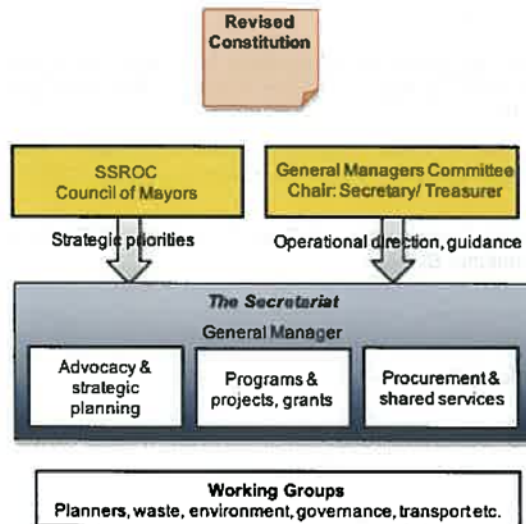 Revised
Constitution
SSROC
Council of Mayors
General Managers Committee
Chair: Secretary/ Treasurer
Strategic priorities
Operational direction, guidance
The Secretariat
General Manager
Advocacy &
strategic
planning
Programs &
projects, grants
Procurement &
shared services
Working Groups
Planners, waste, environment, governance, transport etc.